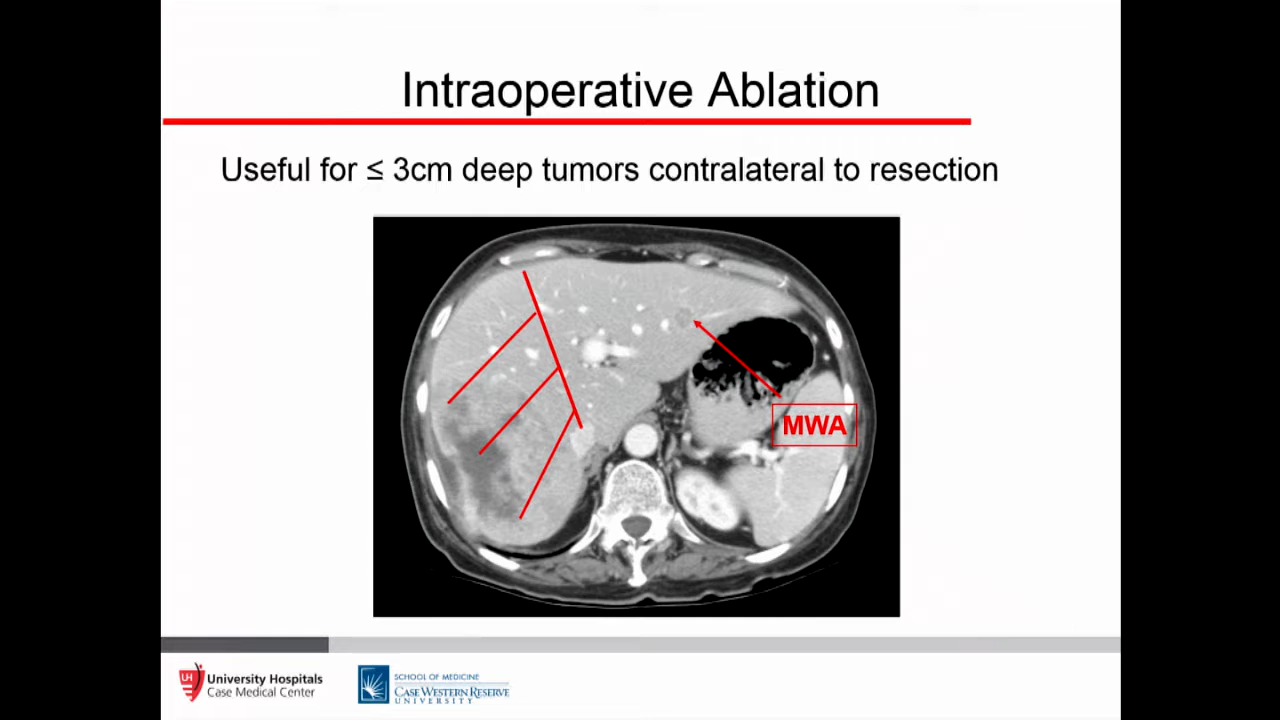 Intraoperative Ablation
Useful for ≤ 3cm deep tumors contralateral to resection
MWA
UH
University Hospitals
Case Medical Center
SCHOOL OF MEDICINE
CASE WESTERN RESERVE
UNIVERSITY